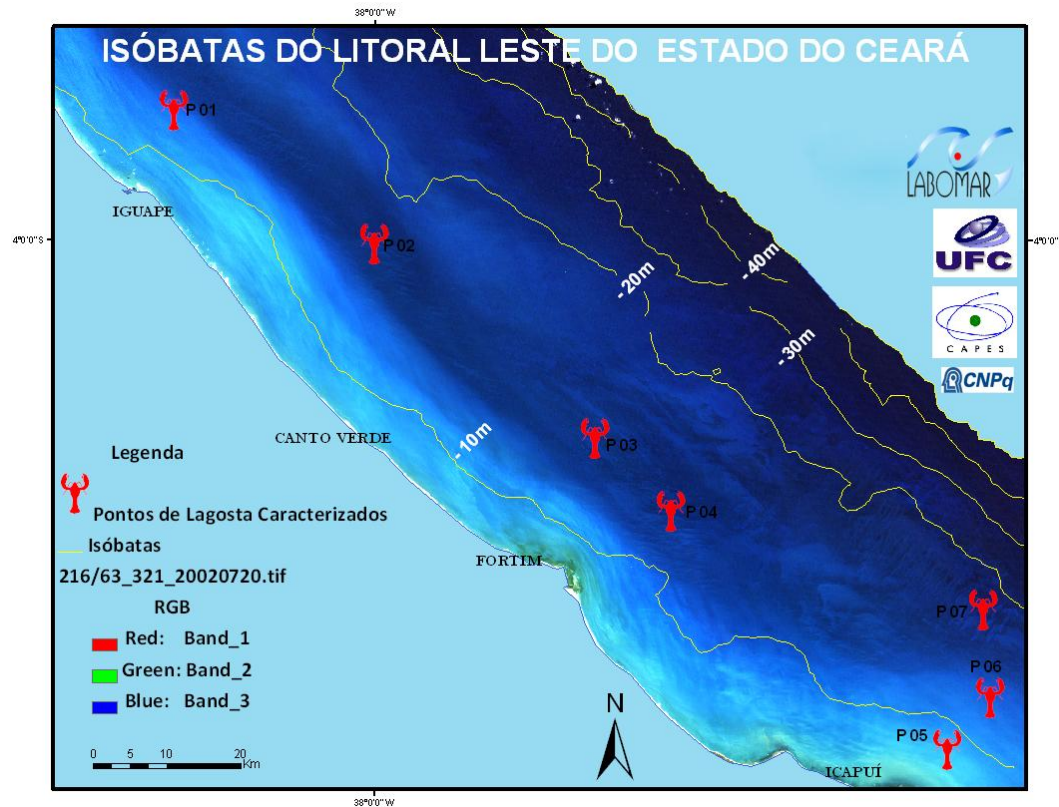 38°0'0"W
ISÓBATAS DO LITORAL LESTE DO ESTADO DO CEARÁ
P 01
LABOMAR
IGUAPE
4°0'0"S
P 02
4°0'0"
UFC
-40m
-20m
CAPES
-30m
CNPq
CANTO VERDE
-10m
P 03
Legenda
Pontos de Lagosta Caracterizados
P 04
Isóbatas
FORTIM
216/63_321_20020720.tif
RGB
P 07
Red: Band_1
Green: Band_2
P 06
Blue: Band_3
N
P 05
0 5 10 20
Km
ICAPUÍ
38°0'0"W